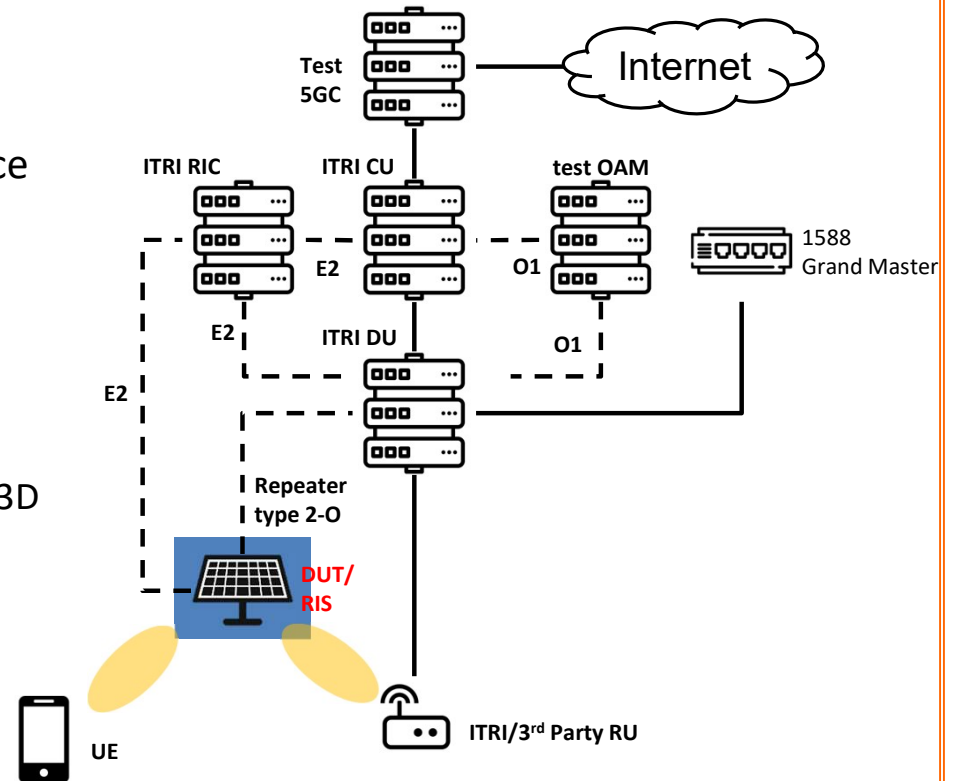 Test
5GC
Internet
ce
ITRI RIC
ITRI CU
test OAM
1588
Grand Master
E2
O1
E2
ITRI DU
O1
E2
3D
Repeater
type 2-O
DUT/
RIS
ITRI/3rd Party RU
UE